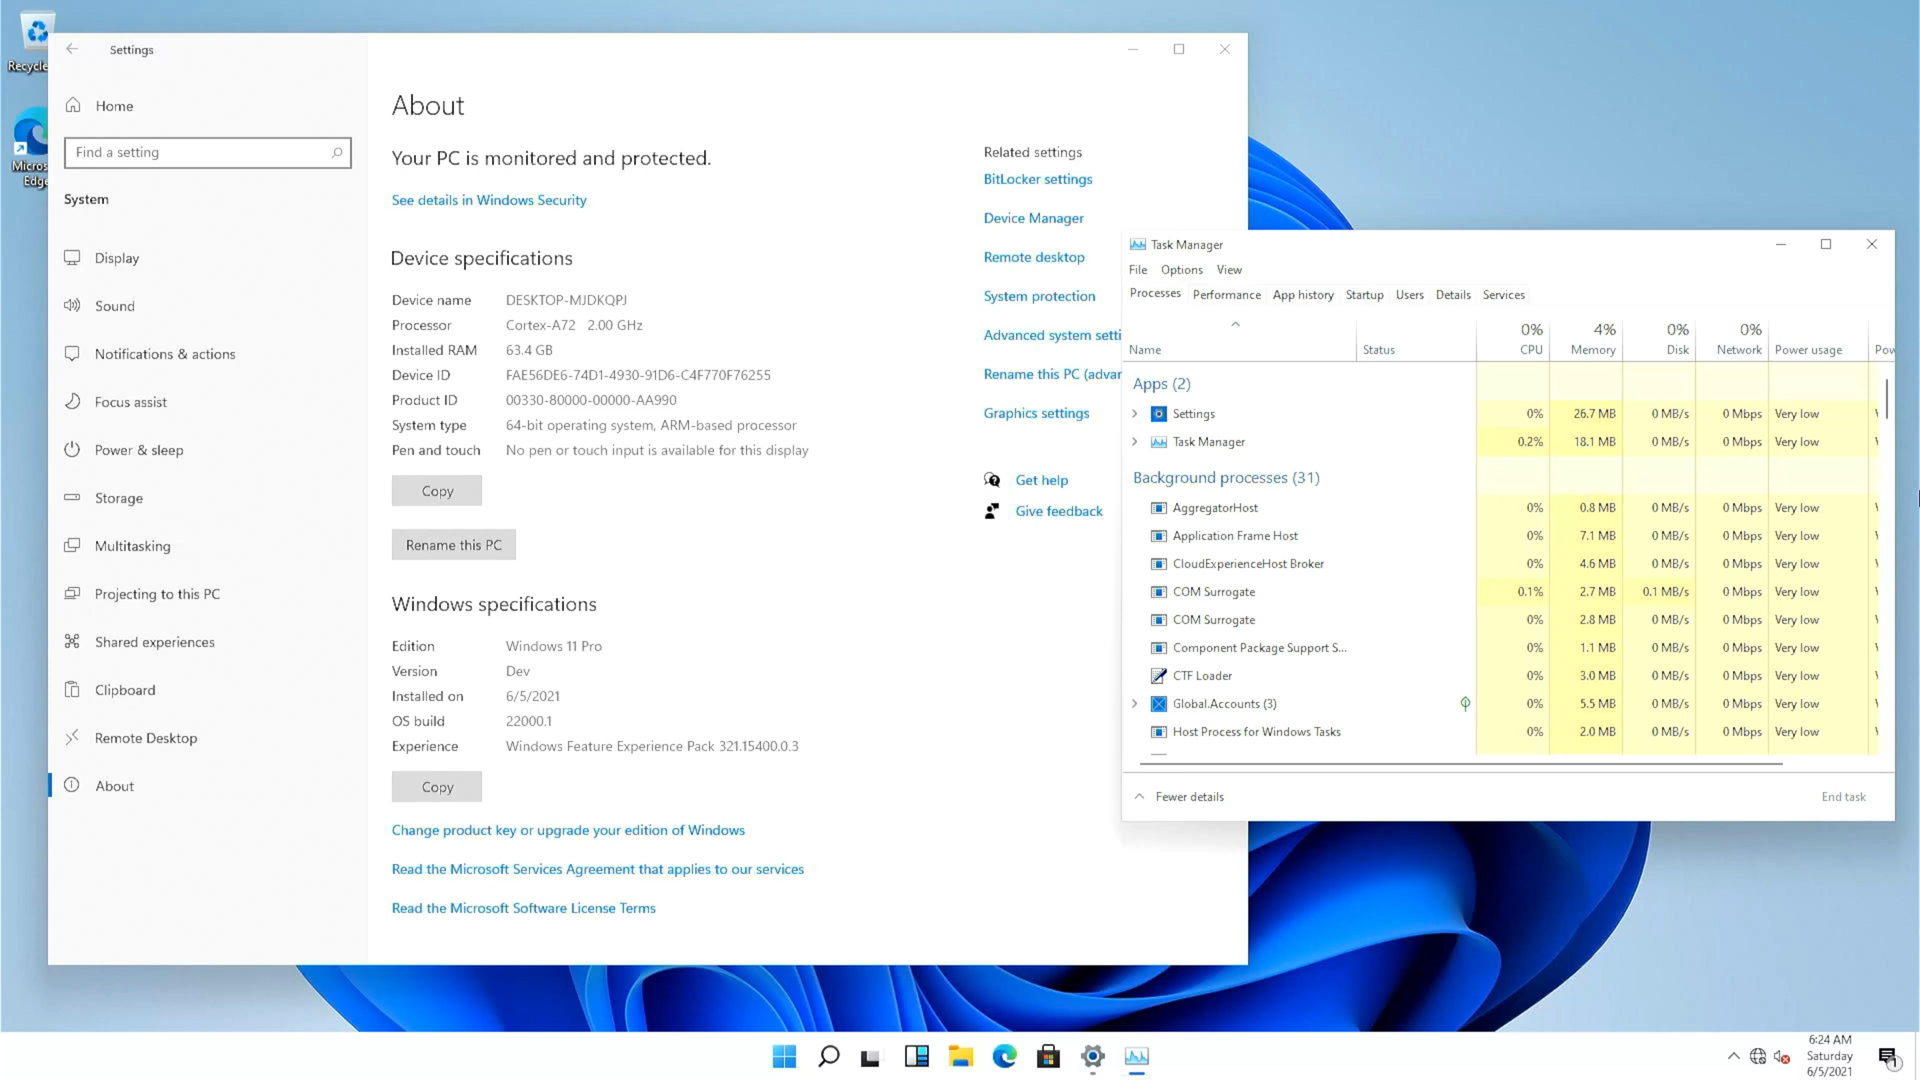 Recycle
Micros
Edge
Settings
Home
Find a setting
System
Display
Sound
Notifications & actions
Focus assist
Power & sleep
Storage
Multitasking
Projecting to this PC
Shared experiences
Clipboard
Remote Desktop
About
About
Your PC is monitored and protected.
See details in Windows Security
Device specifications
Device name DESKTOP-MJDKQPJ
Processor Cortex-A72 2.00 GHz
Installed RAM 63.4 GB
Device ID FAE56DE6-74D1-4930-91D6-C4F770F76255
Product ID 00330-80000-00000-AA990
System type 64-bit operating system, ARM-based processor
Pen and touch No pen or touch input is available for this display
Copy
Rename this PC
Windows specifications
Edition Windows 11 Pro
Version Dev
Installed on 6/5/2021
OS build 22000.1
Experience Windows Feature Experience Pack 321.15400.0.3
Copy
Change product key or upgrade your edition of Windows
Read the Microsoft Services Agreement that applies to our services
Read the Microsoft Software License Terms
Related settings
BitLocker settings
Device Manager
Remote desktop
System protection
Advanced system setti
Rename this PC (advar
Graphics settings
Get help
Give feedback
Task Manager
File Options View
Processes Performance App history Startup Users Details Services
0% 4% 0% 0%
Name Status CPU Memory Disk Network Power usage Pow
Apps (2)
Settings 0% 26.7 MB 0 MB/s 0 Mbps Very low
Task Manager 0.2% 18.1 MB 0 MB/s 0 Mbps Very low
Background processes (31)
AggregatorHost 0% 0.8 MB 0 MB/s 0 Mbps Very low
Application Frame Host 0% 7.1 MB 0 MB/s 0 Mbps Very low
CloudExperienceHost Broker 0% 4.6 MB 0 MB/s 0 Mbps Very low
COM Surrogate 0.1% 2.7 MB 0.1 MB/s 0 Mbps Very low
COM Surrogate 0% 2.8 MB 0 MB/s 0 Mbps Very low
Component Package Support S... 0% 1.1 MB 0 MB/s 0 Mbps Very low
CTF Loader 0% 3.0 MB 0 MB/s 0 Mbps Very low
Global.Accounts (3) 0% 5.5 MB 0 MB/s 0 Mbps Very low
Host Process for Windows Tasks 0% 2.0 MB 0 MB/s 0 Mbps Very low
Fewer details End task
6:24 AM
Saturday
6/5/2021
1